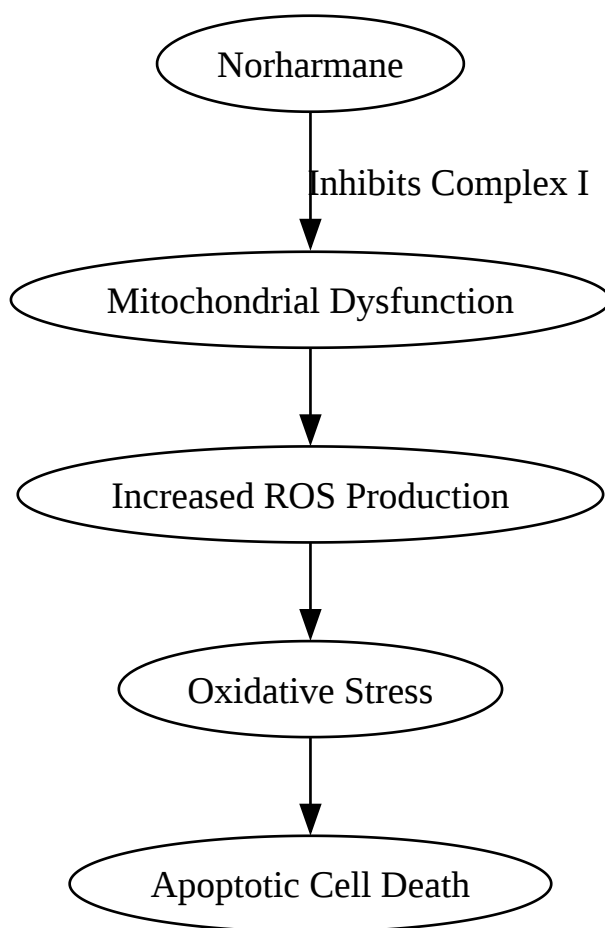 Norharmane
Inhibits Complex I
Mitochondrial Dysfunction
Increased ROS Production
Oxidative Stress
Apoptotic Cell Death